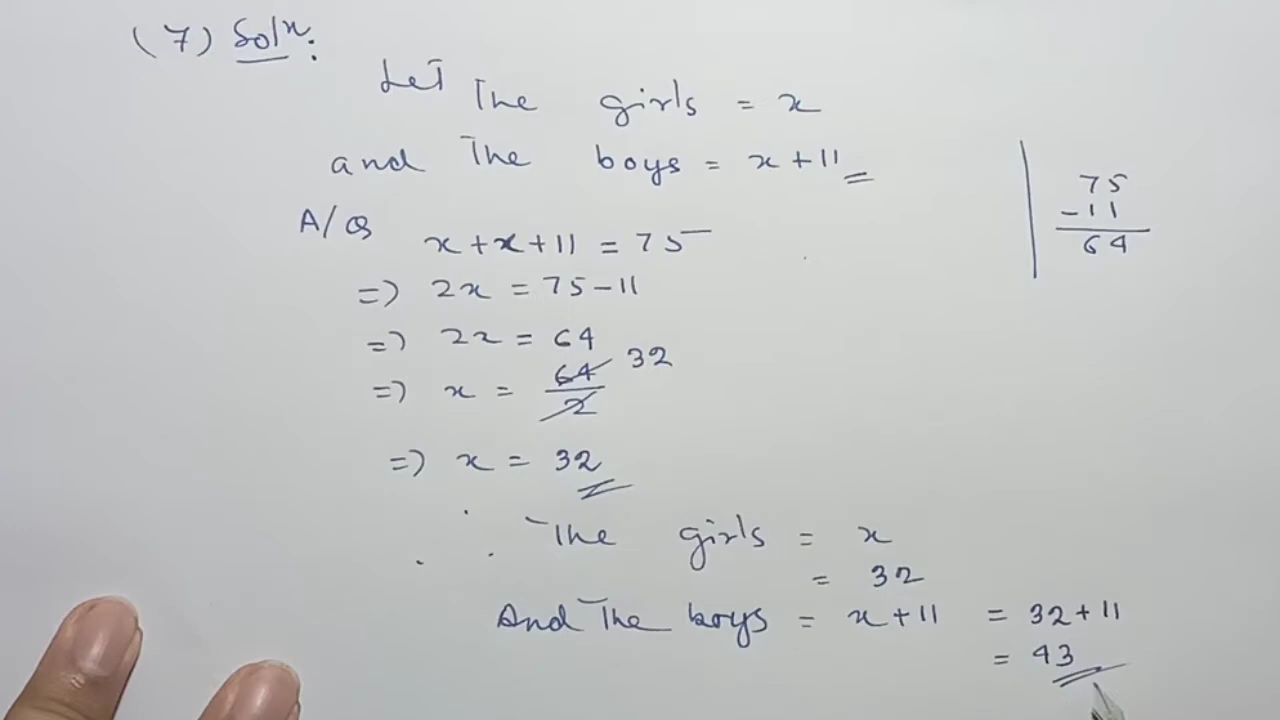 (7) Soln:
Let The girls = x
and The boys = x + 11
A/Q
x + x + 11 = 75
=) 2x = 75 - 11
=) 2x = 64
=) x = 64/2 32
=) x = 32
∴ The girls = x
= 32
And The boys = x + 11 = 32 + 11
= 43
75
- 11
64